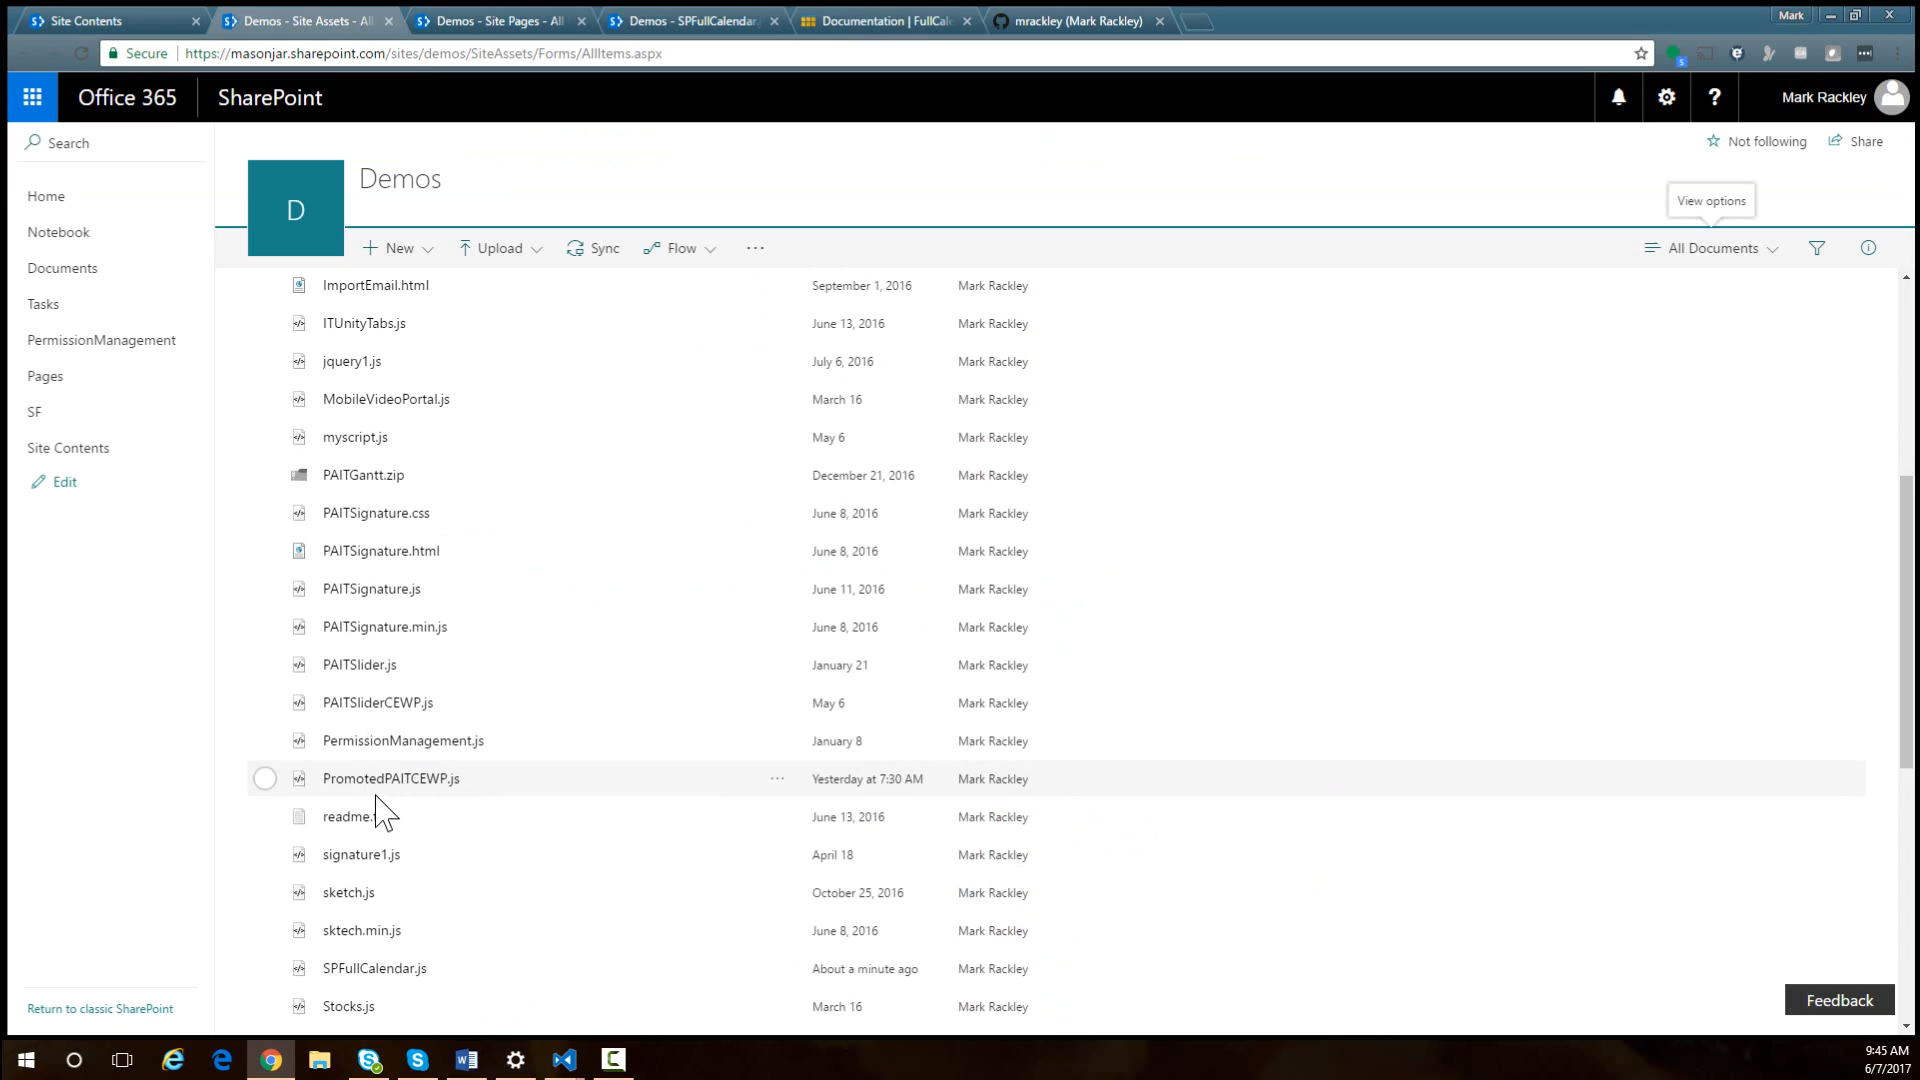 Site Contents
Demos - Site Assets - All
Demos - Site Pages - All
Demos - SPFullCalendar.
Documentation | FullCale
mrackley (Mark Rackley)
Mark
Secure
https://masonjar.sharepoint.com/sites/demos/SiteAssets/Forms/AllItems.aspx
Office 365
SharePoint
Mark Rackley
Search
Not following
Share
Home
Notebook
Documents
Tasks
PermissionManagement
Pages
SF
Site Contents
Edit
Return to classic SharePoint
D
Demos
View options
New
Upload
Sync
Flow
All Documents
ImportEmail.html September 1, 2016 Mark Rackley
ITUnityTabs.js June 13, 2016 Mark Rackley
jquery1.js July 6, 2016 Mark Rackley
MobileVideoPortal.js March 16 Mark Rackley
myscript.js May 6 Mark Rackley
PAITGantt.zip December 21, 2016 Mark Rackley
PAITSignature.css June 8, 2016 Mark Rackley
PAITSignature.html June 8, 2016 Mark Rackley
PAITSignature.js June 11, 2016 Mark Rackley
PAITSignature.min.js June 8, 2016 Mark Rackley
PAITSlider.js January 21 Mark Rackley
PAITSliderCEWP.js May 6 Mark Rackley
PermissionManagement.js January 8 Mark Rackley
PromotedPAITCEWP.js Yesterday at 7:30 AM Mark Rackley
readme. June 13, 2016 Mark Rackley
signature1.js April 18 Mark Rackley
sketch.js October 25, 2016 Mark Rackley
sktech.min.js June 8, 2016 Mark Rackley
SPFullCalendar.js About a minute ago Mark Rackley
Stocks.js March 16 Mark Rackley
Feedback
9:45 AM
6/7/2017